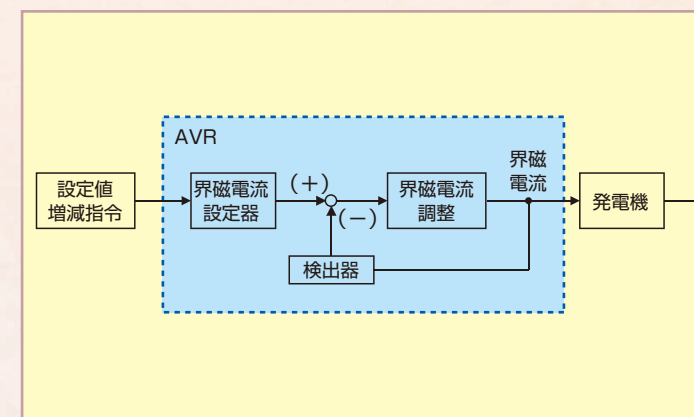 AVR
設定値
増減指令
界磁電流
設定器
(+)
(-)
界磁電流
調整
界磁
電流
発電機
検出器